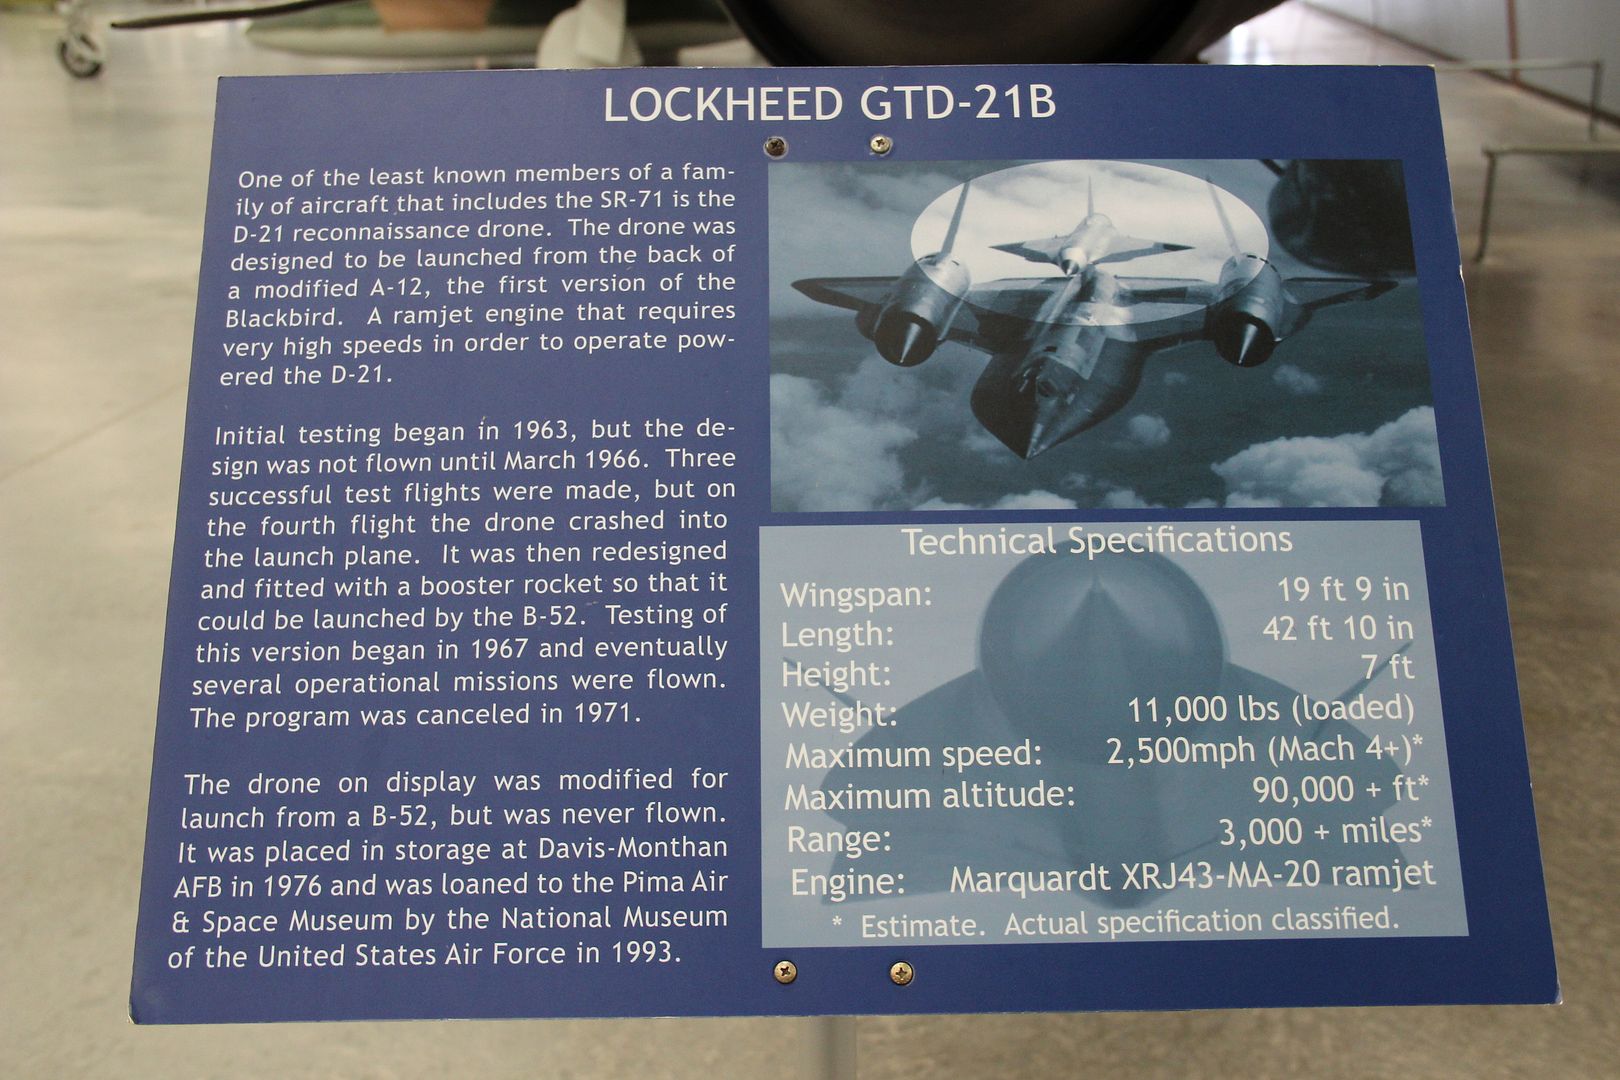 LOCKHEED GTD-21B
One of the least known members of a fam-
ily of aircraft that includes the SR-71 is the
D-21 reconnaissance drone. The drone was
designed to be launched from the back of
a modified A-12, the first version of the
Blackbird. A ramjet engine that requires
very high speeds in order to operate pow-
ered the D-21.
Initial testing began in 1963, but the de-
sign was not flown until March 1966. Three
successful test flights were made, but on
the fourth flight the drone crashed into
the launch plane. It was then redesigned
and fitted with a booster rocket so that it
could be launched by the B-52. Testing of
this version began in 1967 and eventually
several operational missions were flown.
The program was canceled in 1971.
The drone on display was modified for
launch from a B-52, but was never flown.
It was placed in storage at Davis-Monthan
AFB in 1976 and was loaned to the Pima Air
& Space Museum by the National Museum
of the United States Air Force in 1993.
Technical Specifications
Wingspan: 19 ft 9 in
Length: 42 ft 10 in
Height: 7 ft
Weight: 11,000 lbs (loaded)
Maximum speed: 2,500mph (Mach 4+)*
Maximum altitude: 90,000 + ft*
Range: 3,000 + miles*
Engine: Marquardt XRJ43-MA-20 ramjet
* Estimate. Actual specification classified.